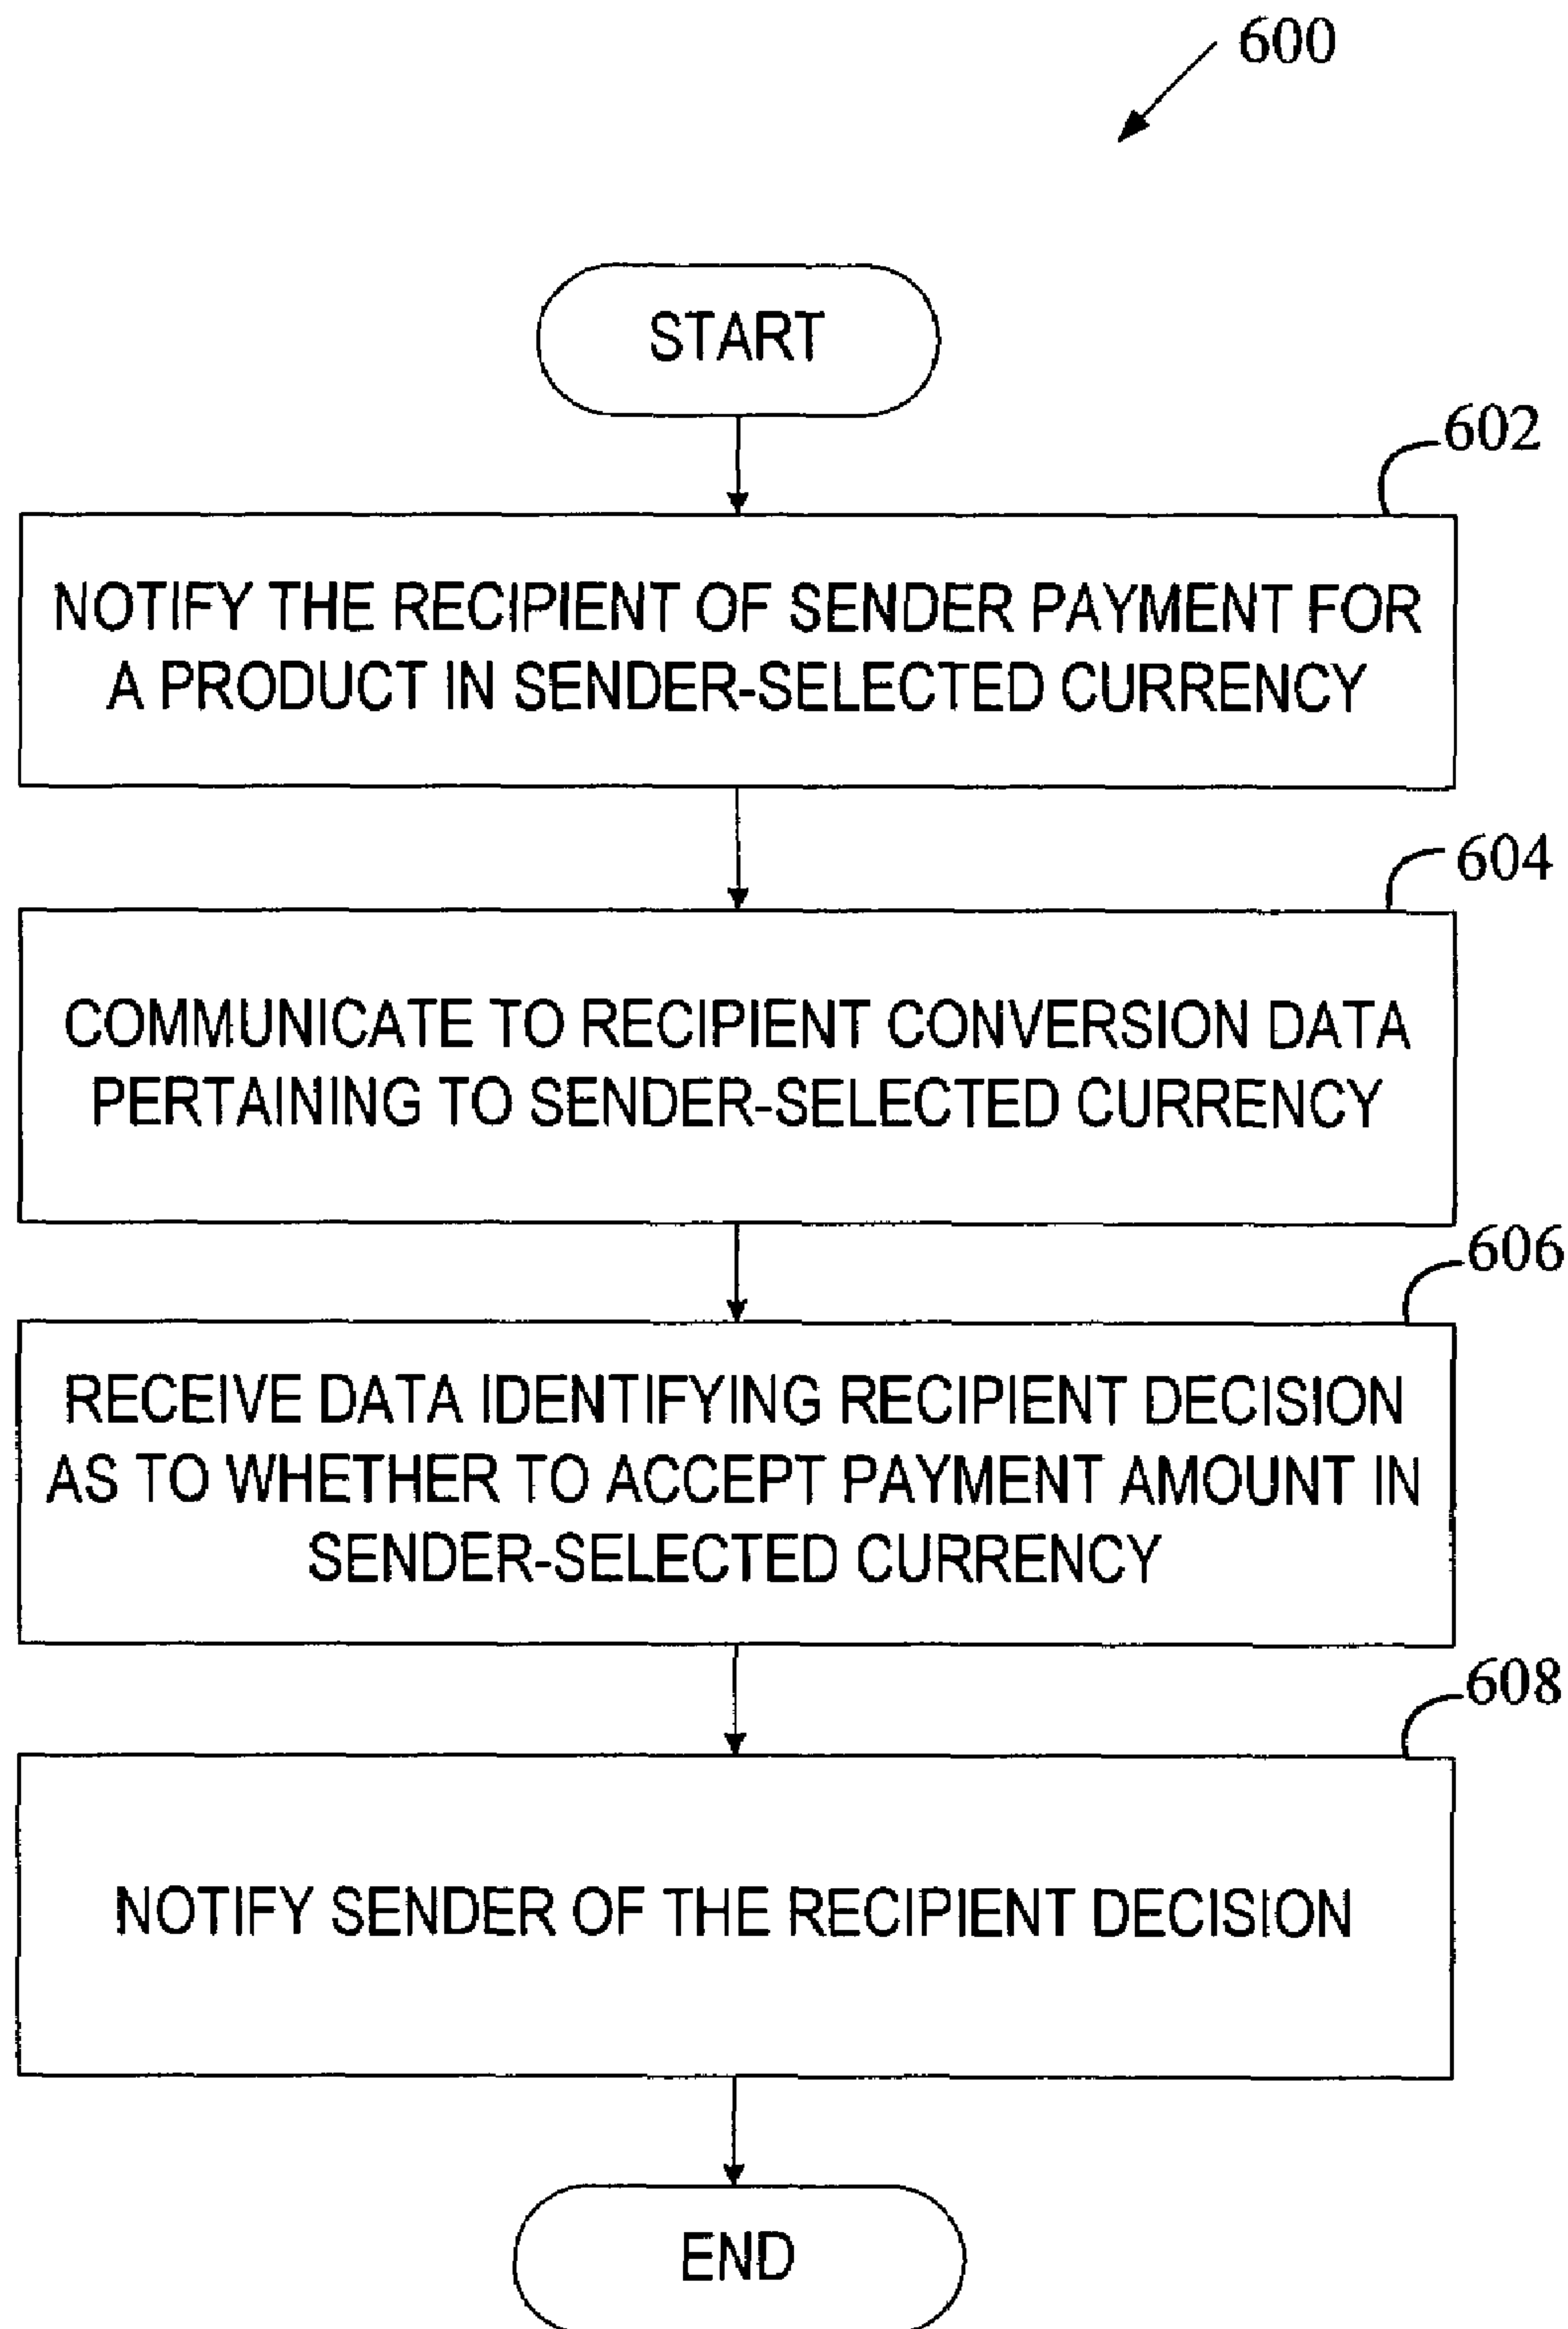 600
START
602
NOTIFY THE RECIPIENT OF SENDER PAYMENT FOR
A PRODUCT IN SENDER-SELECTED CURRENCY
604
COMMUNICATE TO RECIPIENT CONVERSION DATA
PERTAINING TO SENDER-SELECTED CURRENCY
606
RECEIVE DATA IDENTIFYING RECIPIENT DECISION
AS TO WHETHER TO ACCEPT PAYMENT AMOUNT IN
SENDER-SELECTED CURRENCY
608
NOTIFY SENDER OF THE RECIPIENT DECISION
END